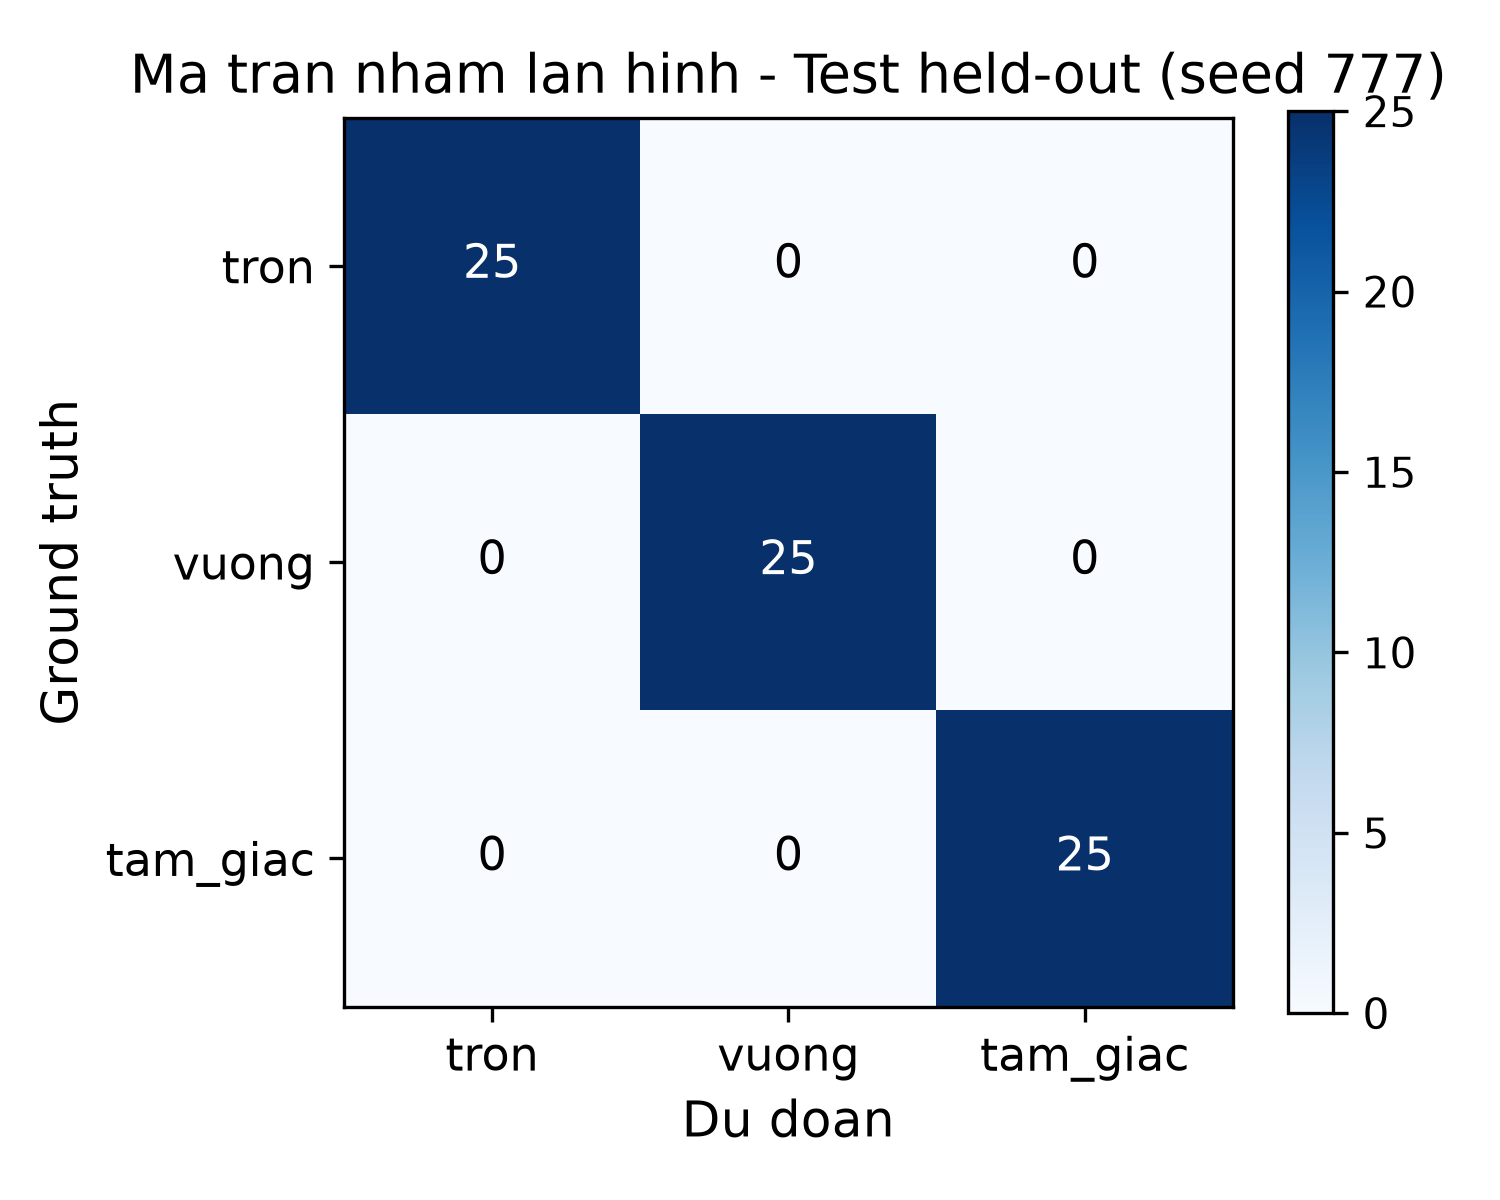 Ma tran nham lan hinh - Test held-out (seed 777)
25
20
15
10
5
0
Ground truth
tron
25 0 0
vuong
0 25 0
tam_giac
0 0 25
tron vuong tam_giac
Du doan